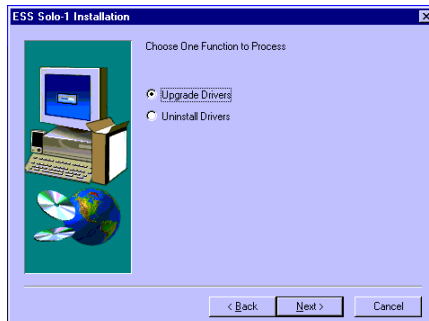 ESS Solo-1 Installation
Choose One Function to Process
Upgrade Drivers
Uninstall Drivers
< Back
Next >
Cancel